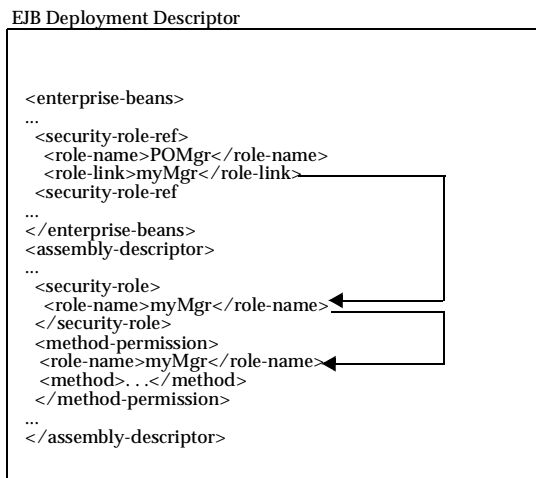 EJB Deployment Descriptor
<enterprise-beans>
...
<security-role-ref>
<role-name>POMgr</role-name>
<role-link>myMgr</role-link>
<security-role-ref
...
</enterprise-beans>
<assembly-descriptor>
...
<security-role>
<role-name>myMgr</role-name>
</security-role>
<method-permission>
<role-name>myMgr</role-name>
<method>. . .</method>
</method-permission>
...
</assembly-descriptor>